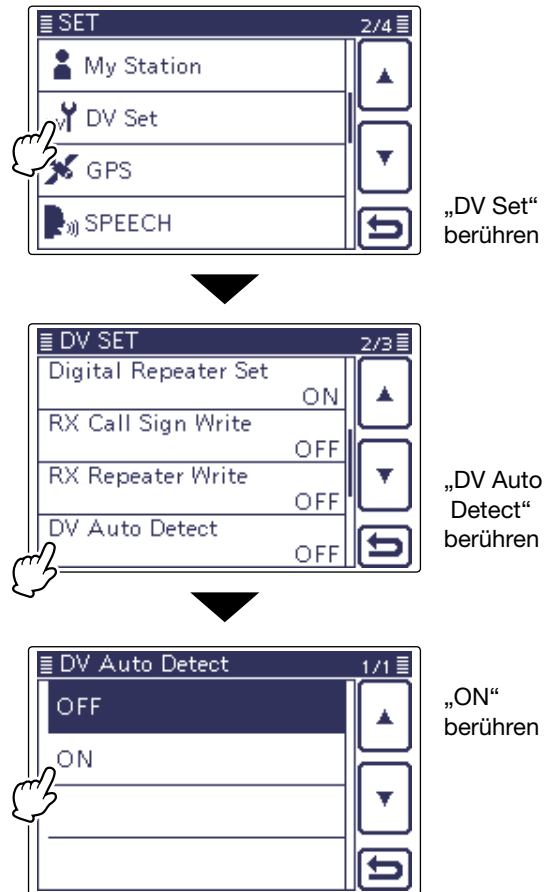 SET 2/4
My Station
DV Set
GPS
SPEECH
„DV Set“
berühren
DV SET 2/3
Digital Repeater Set
ON
RX Call Sign Write
OFF
RX Repeater Write
OFF
DV Auto Detect
OFF
„DV Auto
Detect“
berühren
DV Auto Detect 1/1
OFF
ON
„ON“
berühren